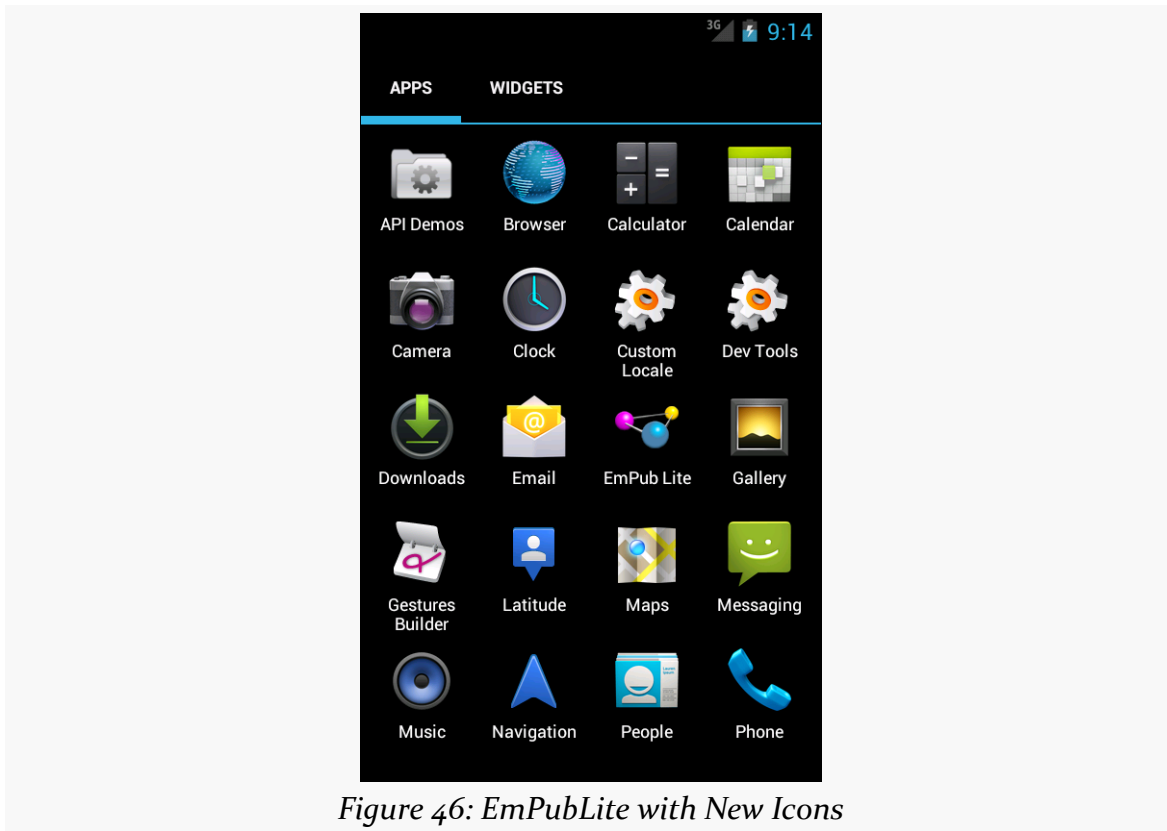 3G 9:14
APPS WIDGETS
API Demos Browser Calculator Calendar
Camera Clock Custom Locale Dev Tools
Downloads Email EmPub Lite Gallery
Gestures Builder Latitude Maps Messaging
Music Navigation People Phone
Figure 46: EmPubLite with New Icons